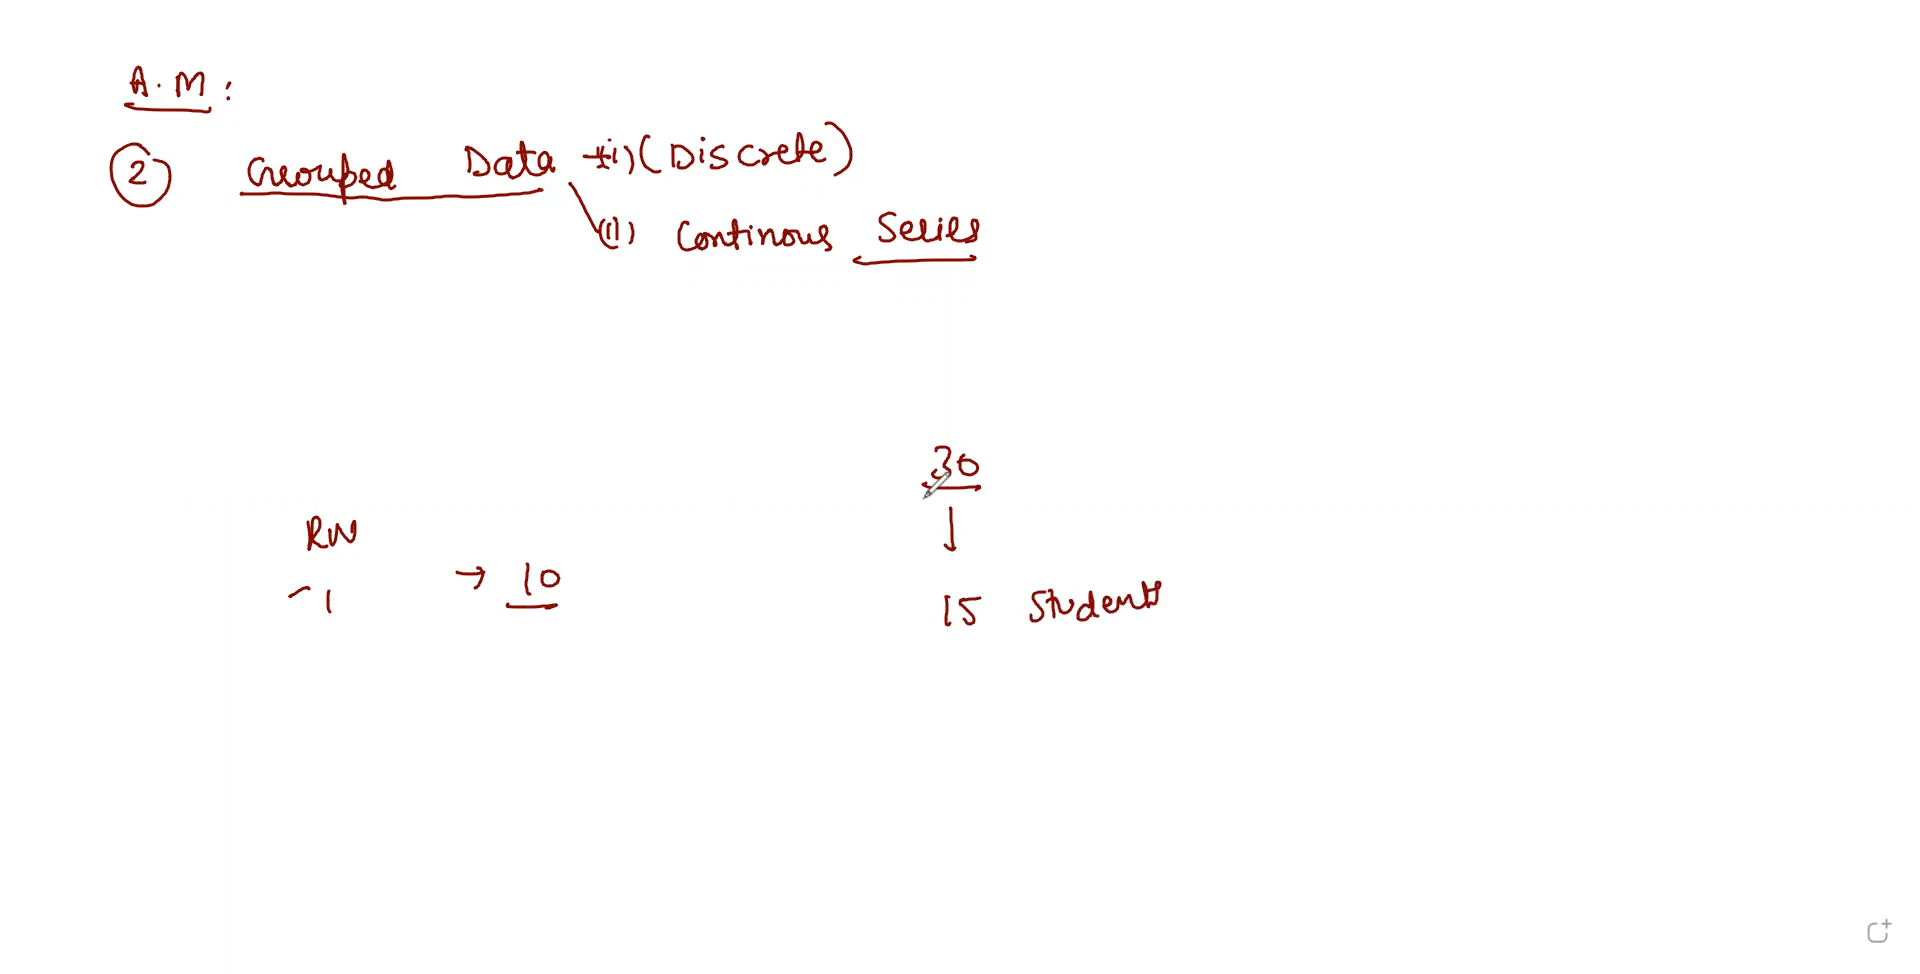 A.M :
2 Grouped Data → i) (Discrete)
(ii) Continous Series
30
RN
1 → 10
15 Students